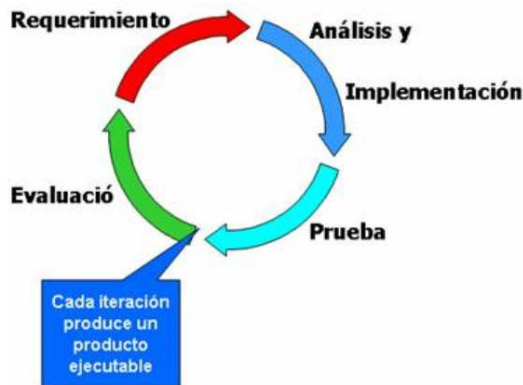 Requerimiento
Análisis y
Implementación
Evaluació
Prueba
Cada iteración
produce un
producto
ejecutable